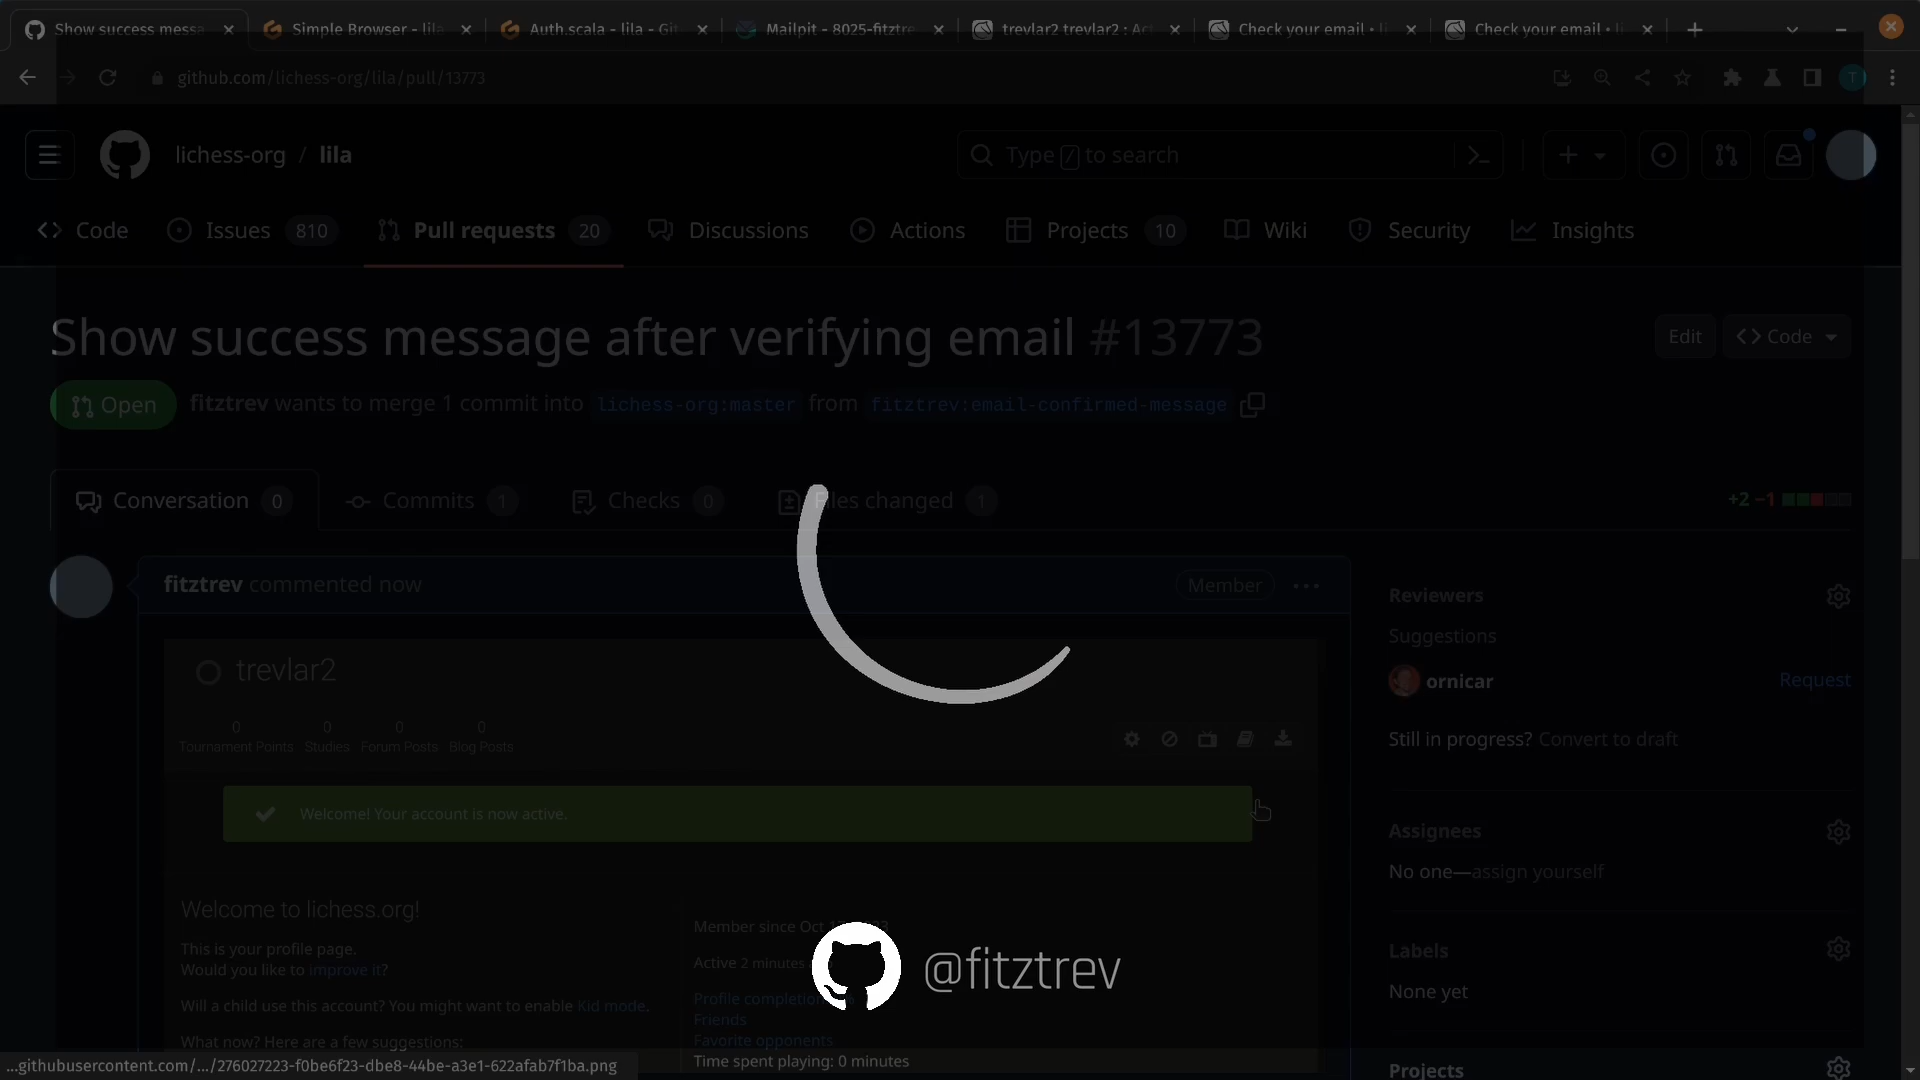 Show success messa
Simple Browser - lila
Auth.scala - lila - Git
Mailpit - 8025-fitztre
trevlar2 trevlar2 : Ac
Check your email • li
Check your email • li
github.com/lichess-org/lila/pull/13773
T
lichess-org / lila
Type / to search
Code
Issues 810
Pull requests 20
Discussions
Actions
Projects 10
Wiki
Security
Insights
Show success message after verifying email #13773
Edit
Code
Open
fitztrev wants to merge 1 commit into lichess-org:master from fitztrev:email-confirmed-message
Conversation 0
Commits 1
Checks 0
Files changed 1
+2 −1
fitztrev commented now
Member
trevlar2
0 0 0 0
Tournament Points Studies Forum Posts Blog Posts
Welcome! Your account is now active.
Welcome to lichess.org!
This is your profile page.
Would you like to improve it?
Will a child use this account? You might want to enable Kid mode.
What now? Here are a few suggestions:
Member since Oct
Active 2 minutes
Profile completion
Friends
Favorite opponents
Time spent playing: 0 minutes
Reviewers
Suggestions
ornicar
Request
Still in progress? Convert to draft
Assignees
No one—assign yourself
Labels
None yet
Projects
@fitztrev
...githubusercontent.com/.../276027223-f0be6f23-dbe8-44be-a3e1-622afab7f1ba.png